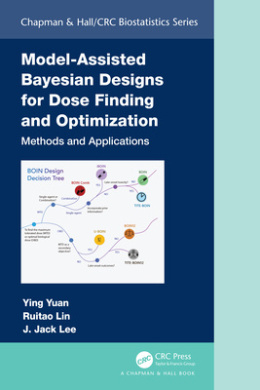 Chapman & Hall/CRC Biostatistics Series
Model-Assisted
Bayesian Designs
for Dose Finding
and Optimization
Methods and Applications
BOIN Design
Decision Tree
BOIN
Ying Yuan
Ruitao Lin
J. Jack Lee
CRC Press
Taylor & Francis Group
A CHAPMAN & HALL BOOK